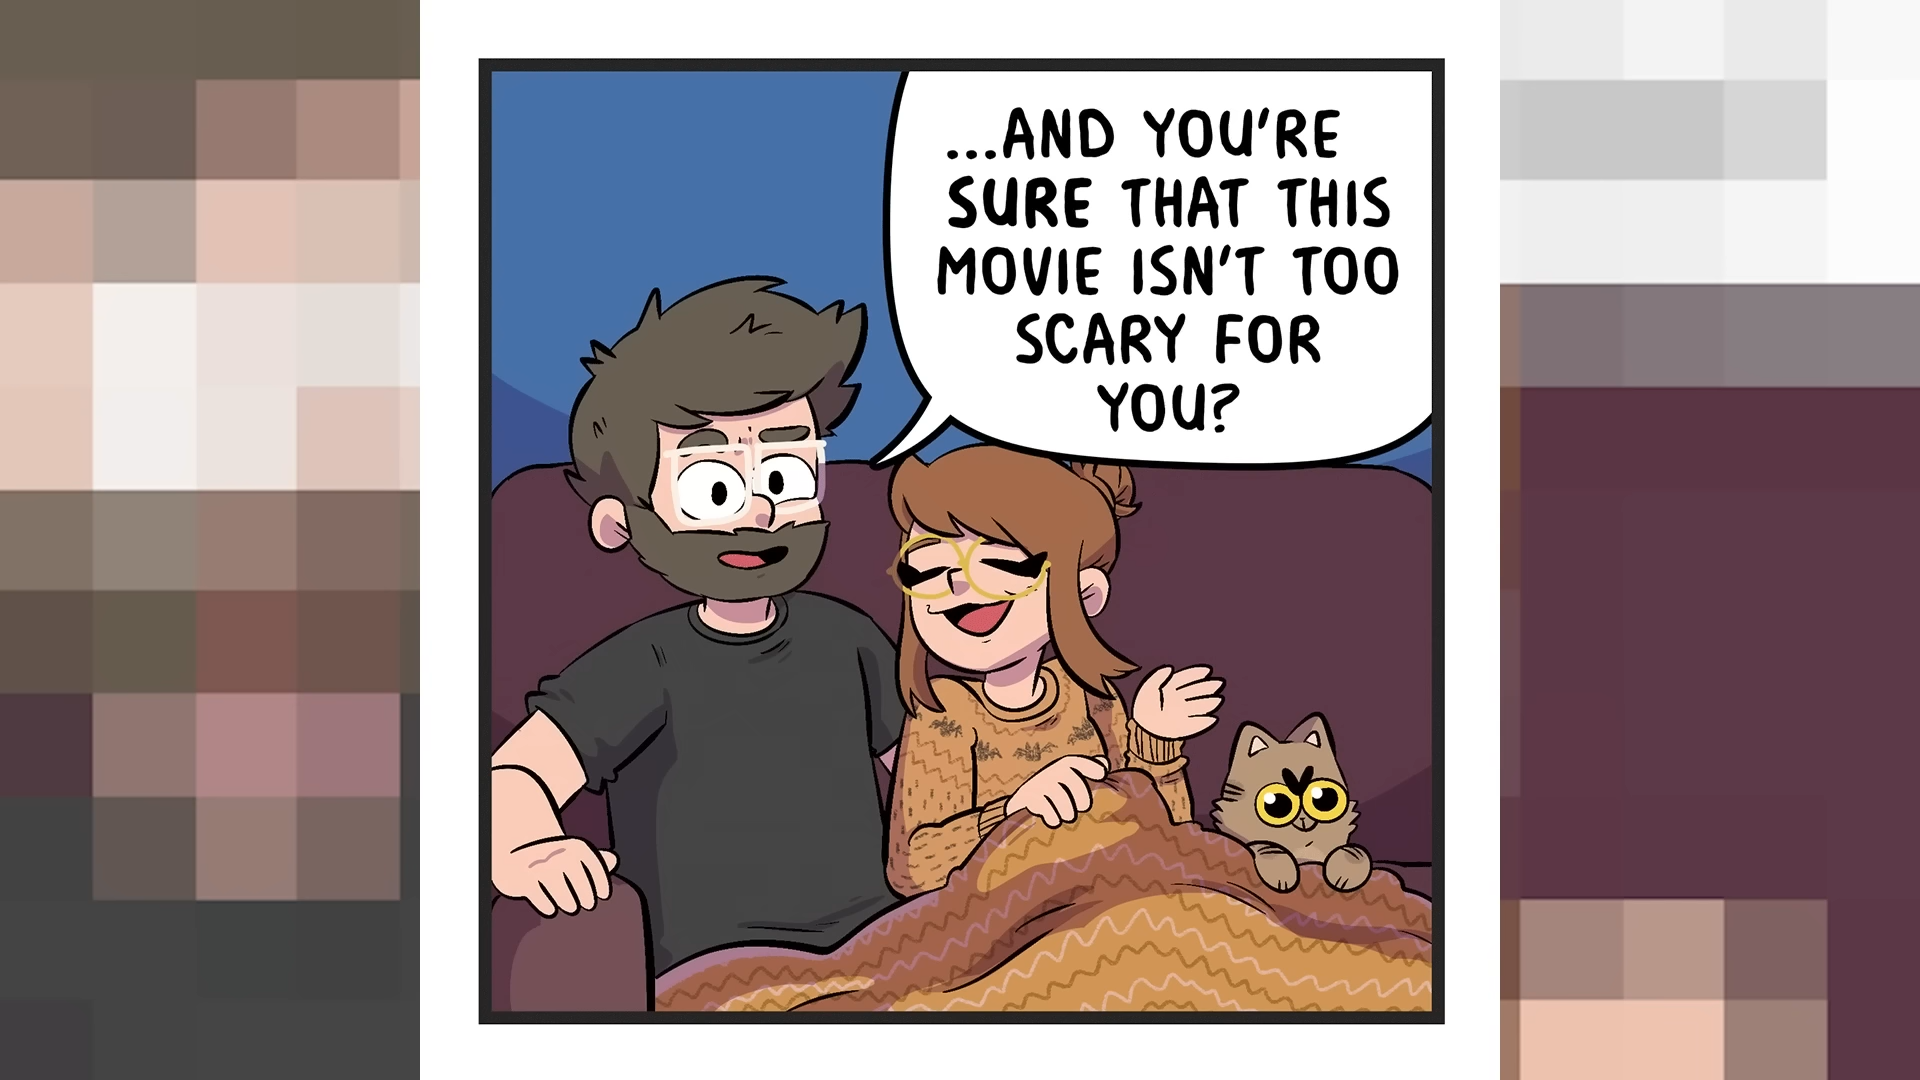 ...AND YOU'RE
SURE THAT THIS
MOVIE ISN'T TOO
SCARY FOR
YOU?